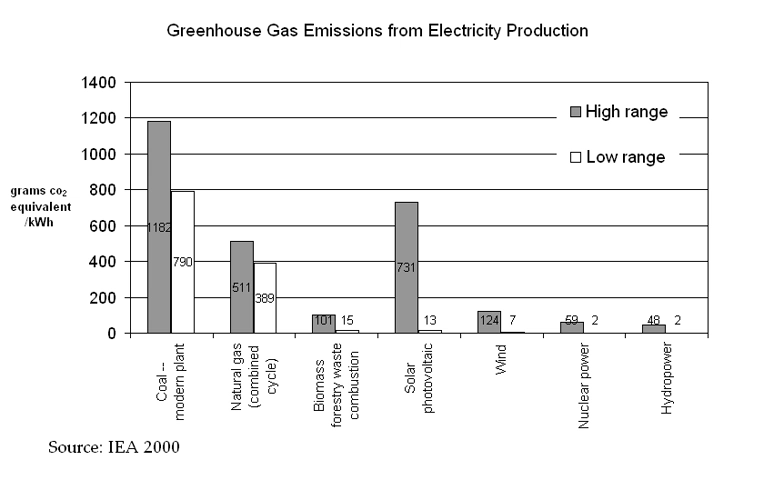 Greenhouse Gas Emissions from Electricity Production
1400
1200
1000
800
600
400
200
0
grams co₂
equivalent
/kWh
High range
Low range
1182
790
511
389
101
15
731
13
124
7
59
2
48
2
Coal --
modern plant
Natural gas
(combined
cycle)
Biomass
forestry waste
combustion
Solar
photovoltaic
Wind
Nuclear power
Hydropower
Source: IEA 2000